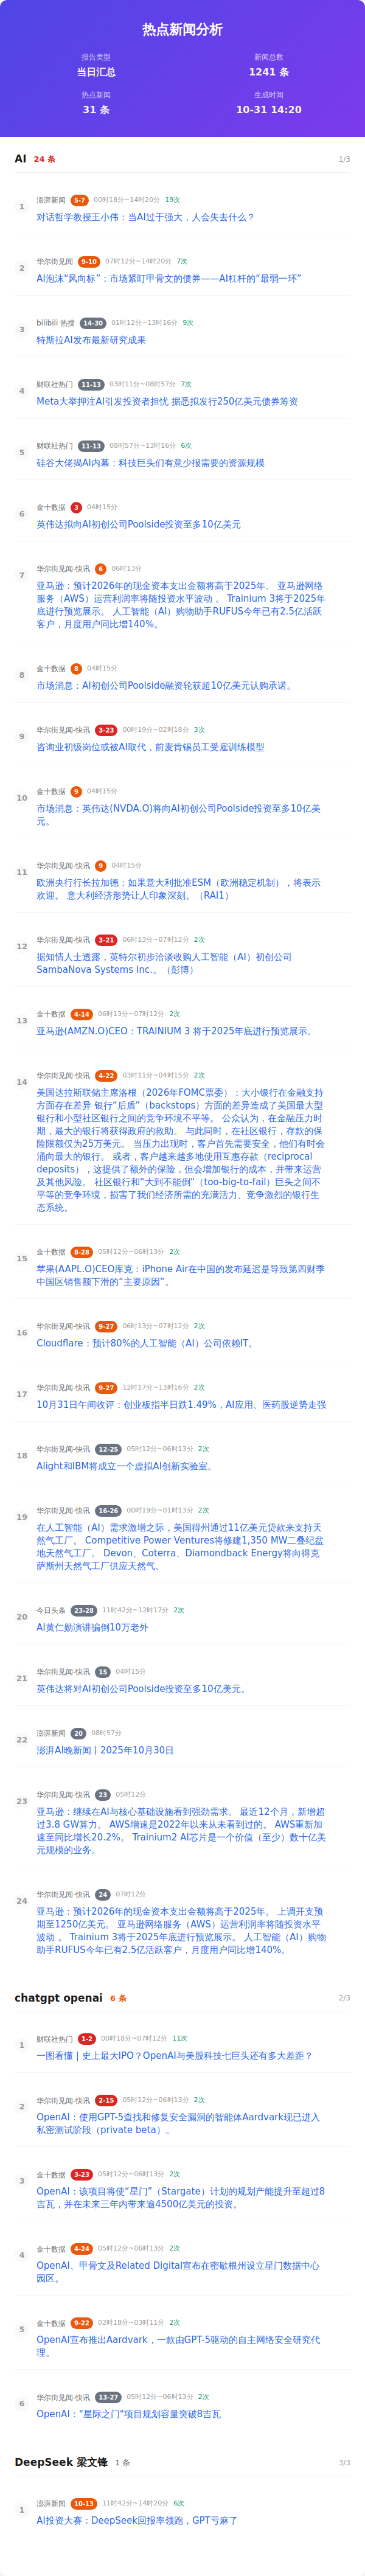 热点新闻分析
报告类型
当日汇总
新闻总数
1241 条
热点新闻
31 条
生成时间
10-31 14:20
AI 24 条 1/3
1
澎湃新闻 5-7 00时18分~14时20分 19次
对话哲学教授王小伟：当AI过于强大，人会失去什么？
2
华尔街见闻 9-10 07时12分~14时20分 7次
AI泡沫“风向标”：市场紧盯甲骨文的债券——AI杠杆的“最弱一环”
3
bilibili 热搜 14-30 01时12分~13时16分 9次
特斯拉AI发布最新研究成果
4
财联社热门 11-13 03时11分~08时57分 7次
Meta大举押注AI引发投资者担忧 据悉拟发行250亿美元债券筹资
5
财联社热门 11-13 08时57分~13时16分 6次
硅谷大佬揭AI内幕：科技巨头们有意少报需要的资源规模
6
金十数据 3 04时15分
英伟达拟向AI初创公司Poolside投资至多10亿美元
7
华尔街见闻-快讯 6 06时13分
亚马逊：预计2026年的现金资本支出金额将高于2025年。 亚马逊网络
服务（AWS）运营利润率将随投资水平波动 。 Trainium 3将于2025年
底进行预览展示。 人工智能（AI）购物助手RUFUS今年已有2.5亿活跃
客户，月度用户同比增140%。
8
金十数据 8 04时15分
市场消息：AI初创公司Poolside融资轮获超10亿美元认购承诺。
9
华尔街见闻-快讯 3-23 00时19分~02时18分 3次
咨询业初级岗位或被AI取代，前麦肯锡员工受雇训练模型
10
金十数据 9 04时15分
市场消息：英伟达(NVDA.O)将向AI初创公司Poolside投资至多10亿美
元。
11
华尔街见闻-快讯 9 04时15分
欧洲央行行长拉加德：如果意大利批准ESM（欧洲稳定机制），将表示
欢迎。 意大利经济形势让人印象深刻。（RAI1）
12
华尔街见闻-快讯 3-21 06时13分~07时12分 2次
据知情人士透露，英特尔初步洽谈收购人工智能（AI）初创公司
SambaNova Systems Inc.。（彭博）
13
金十数据 4-14 06时13分~07时12分 2次
亚马逊(AMZN.O)CEO：TRAINIUM 3 将于2025年底进行预览展示。
14
华尔街见闻-快讯 4-22 03时11分~04时15分 2次
美国达拉斯联储主席洛根（2026年FOMC票委）：大小银行在金融支持
方面存在差异 银行“后盾”（backstops）方面的差异造成了美国最大型
银行和小型社区银行之间的竞争环境不平等。 公众认为，在金融压力时
期，最大的银行将获得政府的救助。 与此同时，在社区银行，存款的保
险限额仅为25万美元。 当压力出现时，客户首先需要安全，他们有时会
涌向最大的银行。 或者，客户越来越多地使用互惠存款（reciprocal
deposits），这提供了额外的保险，但会增加银行的成本，并带来运营
及其他风险。 社区银行和“大到不能倒”（too-big-to-fail）巨头之间不
平等的竞争环境，损害了我们经济所需的充满活力、竞争激烈的银行生
态系统。
15
金十数据 8-28 05时12分~06时13分 2次
苹果(AAPL.O)CEO库克：iPhone Air在中国的发布延迟是导致第四财季
中国区销售额下滑的“主要原因”。
16
华尔街见闻-快讯 9-27 06时13分~07时12分 2次
Cloudflare：预计80%的人工智能（AI）公司依赖IT。
17
华尔街见闻-快讯 9-27 12时17分~13时16分 2次
10月31日午间收评：创业板指半日跌1.49%，AI应用、医药股逆势走强
18
华尔街见闻-快讯 12-25 05时12分~06时13分 2次
Alight和IBM将成立一个虚拟AI创新实验室。
19
华尔街见闻-快讯 16-26 00时19分~01时13分 2次
在人工智能（AI）需求激增之际，美国得州通过11亿美元贷款来支持天
然气工厂。 Competitive Power Ventures将修建1,350 MW二叠纪盆
地天然气工厂。 Devon、Coterra、Diamondback Energy将向得克
萨斯州天然气工厂供应天然气。
20
今日头条 23-28 11时42分~12时17分 2次
AI黄仁勋演讲骗倒10万老外
21
华尔街见闻-快讯 15 04时15分
英伟达将对AI初创公司Poolside投资至多10亿美元。
22
澎湃新闻 20 08时57分
澎湃AI晚新闻丨2025年10月30日
23
华尔街见闻-快讯 23 05时12分
亚马逊：继续在AI与核心基础设施看到强劲需求。 最近12个月，新增超
过3.8 GW算力。 AWS增速是2022年以来从未看到过的。 AWS重新加
速至同比增长20.2%。 Trainium2 AI芯片是一个价值（至少）数十亿美
元规模的业务。
24
华尔街见闻-快讯 24 07时12分
亚马逊：预计2026年的现金资本支出金额将高于2025年。 上调开支预
期至1250亿美元。 亚马逊网络服务（AWS）运营利润率将随投资水平
波动 。 Trainium 3将于2025年底进行预览展示。 人工智能（AI）购物
助手RUFUS今年已有2.5亿活跃客户，月度用户同比增140%。
chatgpt openai 6 条 2/3
1
财联社热门 1-2 00时18分~07时12分 11次
一图看懂 | 史上最大IPO？OpenAI与美股科技七巨头还有多大差距？
2
华尔街见闻-快讯 2-15 05时12分~06时13分 2次
OpenAI：使用GPT-5查找和修复安全漏洞的智能体Aardvark现已进入
私密测试阶段（private beta）。
3
金十数据 3-23 05时12分~06时13分 2次
OpenAI：该项目将使“星门”（Stargate）计划的规划产能提升至超过8
吉瓦，并在未来三年内带来逾4500亿美元的投资。
4
金十数据 4-24 05时12分~06时13分 2次
OpenAI、甲骨文及Related Digital宣布在密歇根州设立星门数据中心
园区。
5
金十数据 9-22 02时18分~03时11分 2次
OpenAI宣布推出Aardvark，一款由GPT-5驱动的自主网络安全研究代
理。
6
华尔街见闻-快讯 13-27 05时12分~06时13分 2次
OpenAI："星际之门"项目规划容量突破8吉瓦
DeepSeek 梁文锋 1 条 3/3
1
澎湃新闻 10-13 11时42分~14时20分 6次
AI投资大赛：DeepSeek回报率领跑，GPT亏麻了